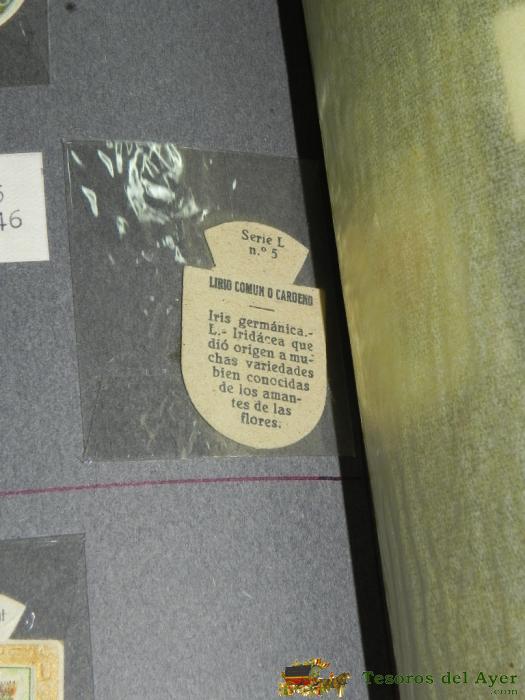 46
Serie L
n.º 5
LIRIO COMUN O CARDENO
Iris germánica.-
L.- Iridácea que
dió origen a mu-
chas variedades
bien conocidas
de los aman-
tes de las
flores.
Tesoros del Ayer
.com